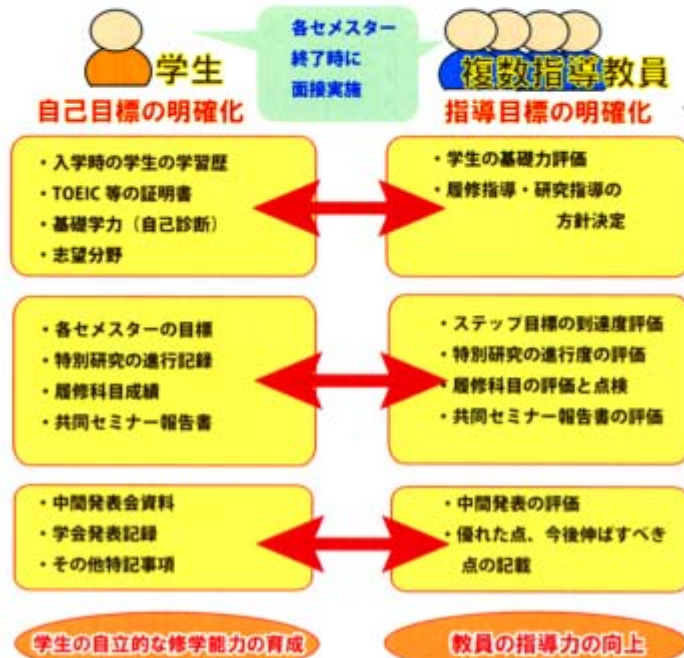 各セメスター
終了時に
面接実施
学生
自己目標の明確化
・入学時の学生の学習歴
・TOEIC 等の証明書
・基礎学力（自己診断）
・志望分野
・各セメスターの目標
・特別研究の進行記録
・履修科目成績
・共同セミナー報告書
・中間発表会資料
・学会発表記録
・その他特記事項
学生の自立的な修学能力の育成
複数指導教員
指導目標の明確化
・学生の基礎力評価
・履修指導・研究指導の
方針決定
・ステップ目標の到達度評価
・特別研究の進行度の評価
・履修科目の評価と点検
・共同セミナー報告書の評価
・中間発表の評価
・優れた点、今後伸ばすべき
点の記載
教員の指導力の向上